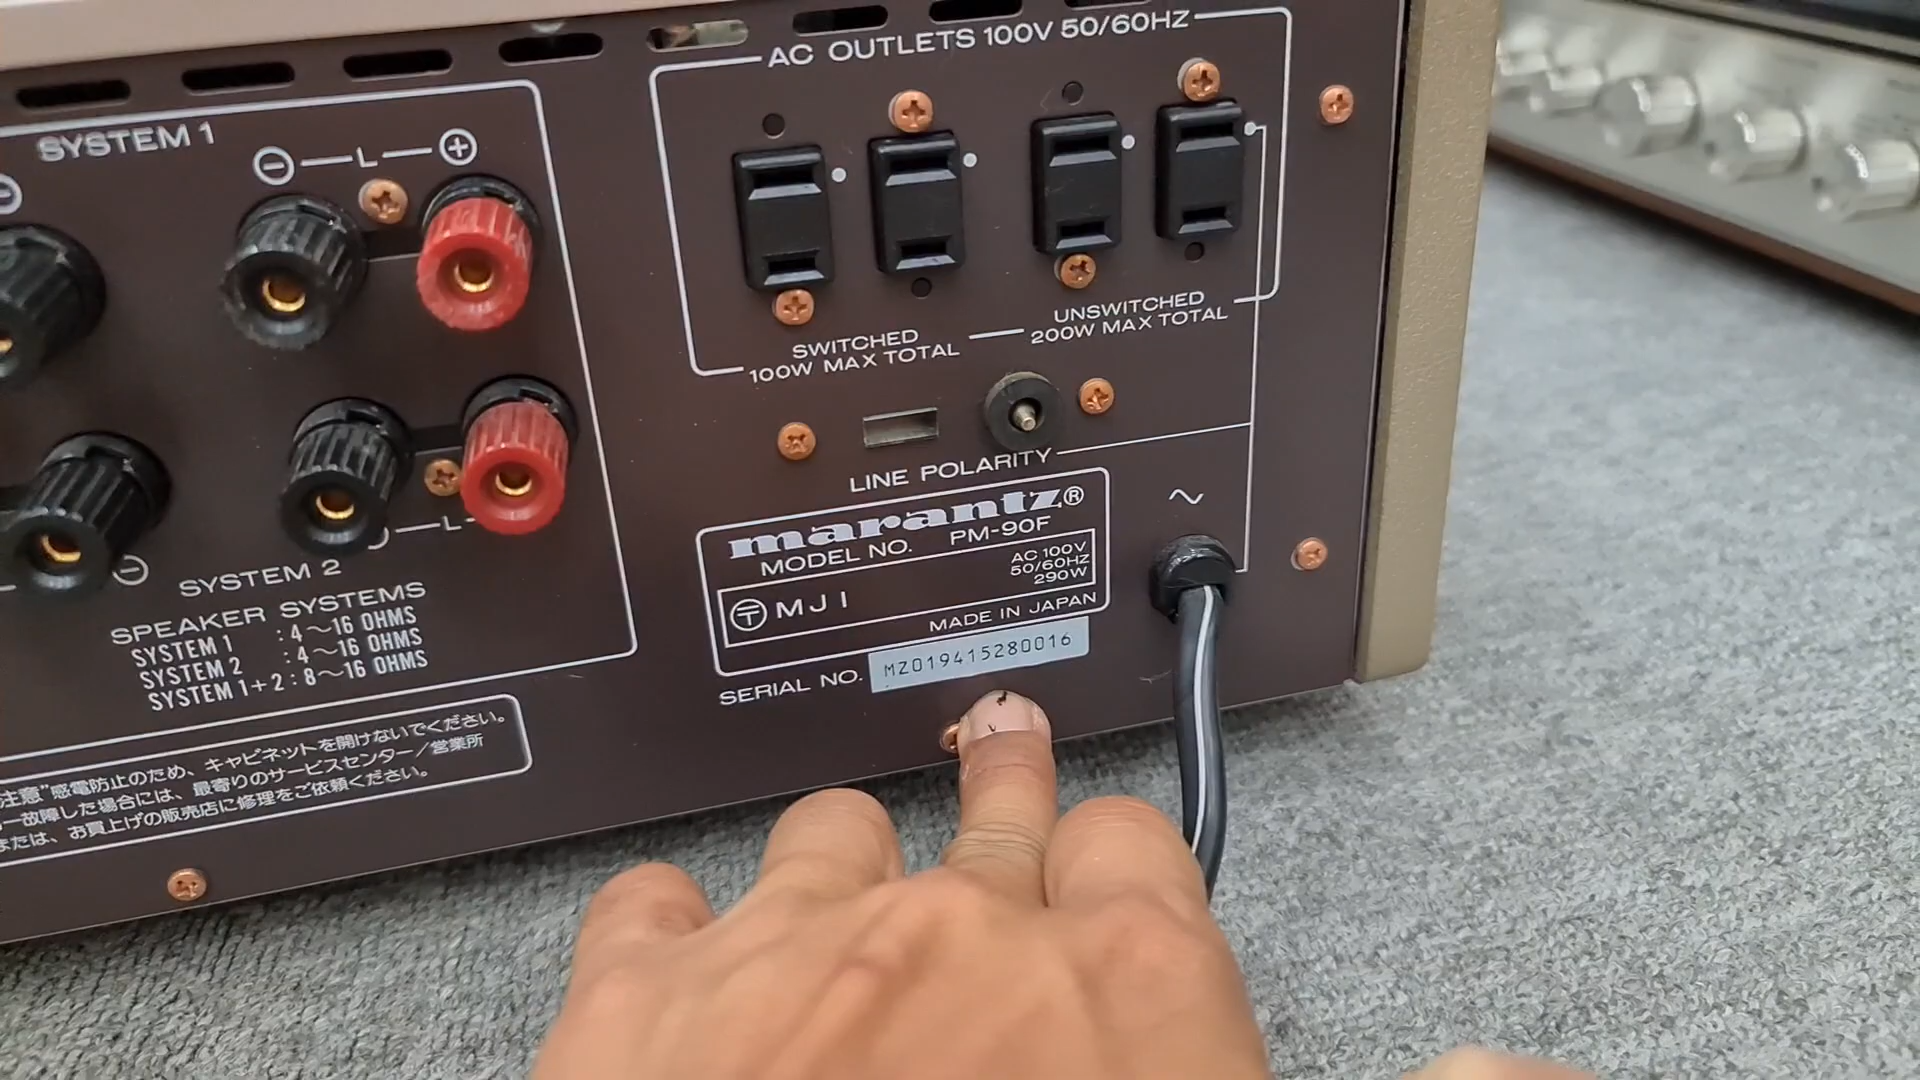 AC OUTLETS 100V 50/60HZ
SYSTEM 1
⊖ — L — ⊕
SWITCHED
100W MAX TOTAL
UNSWITCHED
200W MAX TOTAL
LINE POLARITY
marantz®
MODEL NO. PM-90F
AC 100V
50/60HZ
290W
MJI
MADE IN JAPAN
SERIAL NO. MZ019415280016
L
SYSTEM 2
SPEAKER SYSTEMS
SYSTEM 1 : 4～16 OHMS
SYSTEM 2 : 4～16 OHMS
SYSTEM 1+2 : 8～16 OHMS
注意"感電防止のため、キャビネットを開けないでください。
一故障した場合には、最寄りのサービスセンター／営業所
または、お買上げの販売店に修理をご依頼ください。